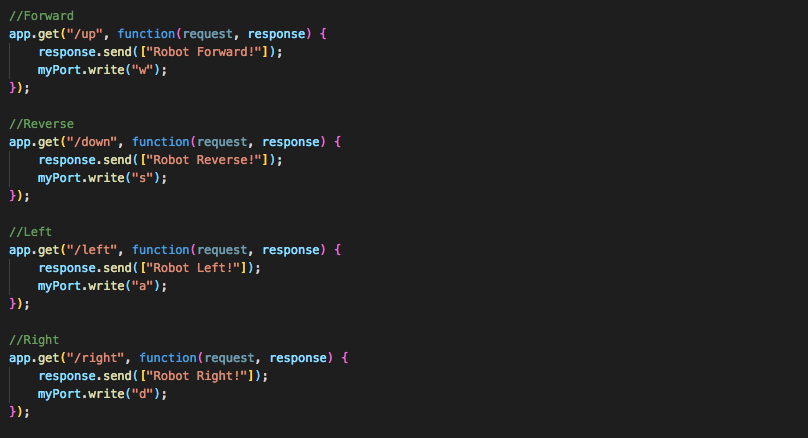 //Forward
app.get("/up", function(request, response) {
    response.send(["Robot Forward!"]);
    myPort.write("w");
});

//Reverse
app.get("/down", function(request, response) {
    response.send(["Robot Reverse!"]);
    myPort.write("s");
});

//Left
app.get("/left", function(request, response) {
    response.send(["Robot Left!"]);
    myPort.write("a");
});

//Right
app.get("/right", function(request, response) {
    response.send(["Robot Right!"]);
    myPort.write("d");
});